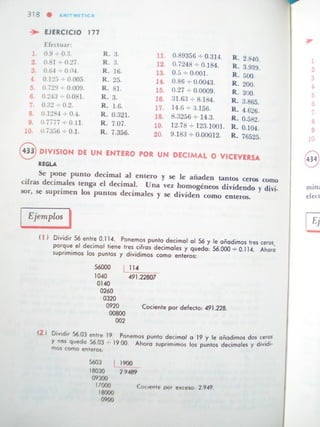 318 • ARITMETICA
EJERCICIO 177
Efectuar:
1. 0.9 ÷ 0.3. R. 3.
2. 0.81 ÷ 0.27. R. 3.
3. 0.64 ÷ 0.04. R. 16.
4. 0.125 ÷ 0.005. R. 25.
5. 0.729 ÷ 0.009. R. 81.
6. 0.243 ÷ 0.081. R. 3.
7. 0.32 ÷ 0.2. R. 1.6.
8. 0.1284 ÷ 0.4. R. 0.321.
9. 0.7777 ÷ 0.11. R. 7.07.
10. 0.7356 ÷ 0.1. R. 7.356.
11. 0.89356 ÷ 0.314. R. 2.840.
12. 0.7248 ÷ 0.184. R. 3.939.
13. 0.5 ÷ 0.001. R. 500.
14. 0.86 ÷ 0.0043. R. 200.
15. 0.27 ÷ 0.0009. R. 300.
16. 31.63 ÷ 8.184. R. 3.865.
17. 14.6 ÷ 3.156. R. 4.626.
18. 8.3256 ÷ 14.3. R. 0.582.
19. 12.78 ÷ 123.1001. R. 0.104.
20. 9.183 ÷ 0.00012. R. 76525.
433 DIVISION DE UN ENTERO POR UN DECIMAL O VICEVERSA
REGLA
Se pone punto decimal al entero y se le añaden tantos ceros como
cifras decimales tenga el decimal. Una vez homogéneos dividendo y divi-
sor, se suprimen los puntos decimales y se dividen como enteros.
Ejemplos
(1) Dividir 56 entre 0.114. Ponemos punto decimal al 56 y le añadimos tres ceros,
porque el decimal tiene tres cifras decimales y queda: 56.000 ÷ 0.114. Ahora
suprimimos los puntos y dividimos como enteros:
56000 114
1040 491.22807
0140
0260
0320
0920 Cociente por defecto: 491.228.
00800
002
(2) Dividir 56.03 entre 19. Ponemos punto decimal a 19 y le añadimos dos ceros
y nos queda 56.03 ÷ 19.00. Ahora suprimimos los puntos decimales y dividi-
mos como enteros:
5603 1900
18030 2.9489
09300
17000 Cociente por exceso: 2.949.
18000
0900
434